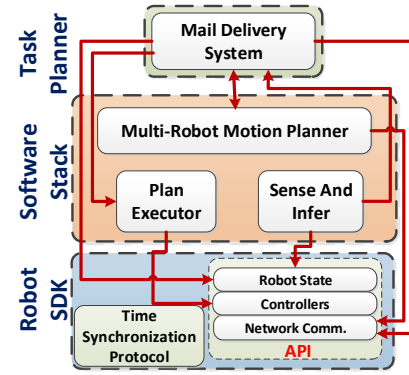 Task
Planner
Mail Delivery
System
Software
Stack
Multi-Robot Motion Planner
Plan
Executor
Sense And
Infer
Robot
SDK
Robot State
Controllers
Network Comm.
API
Time
Synchronization
Protocol